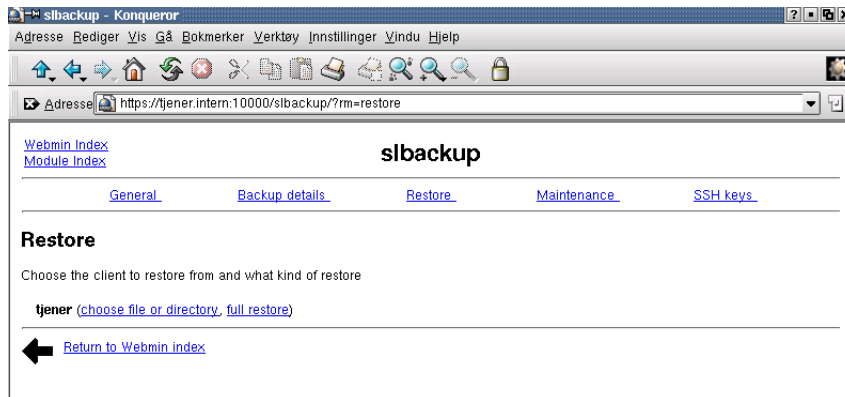 slbackup - Konqueror
Adresse Rediger Vis Gå Bokmerker Verktøy Innstillinger Vindu Hjelp
Adresse https://tjener.intern:10000/slbackup/?rm=restore
Webmin Index
Module Index
slbackup
General Backup details Restore Maintenance SSH keys
Restore
Choose the client to restore from and what kind of restore
tjener (choose file or directory, full restore)
Return to Webmin index